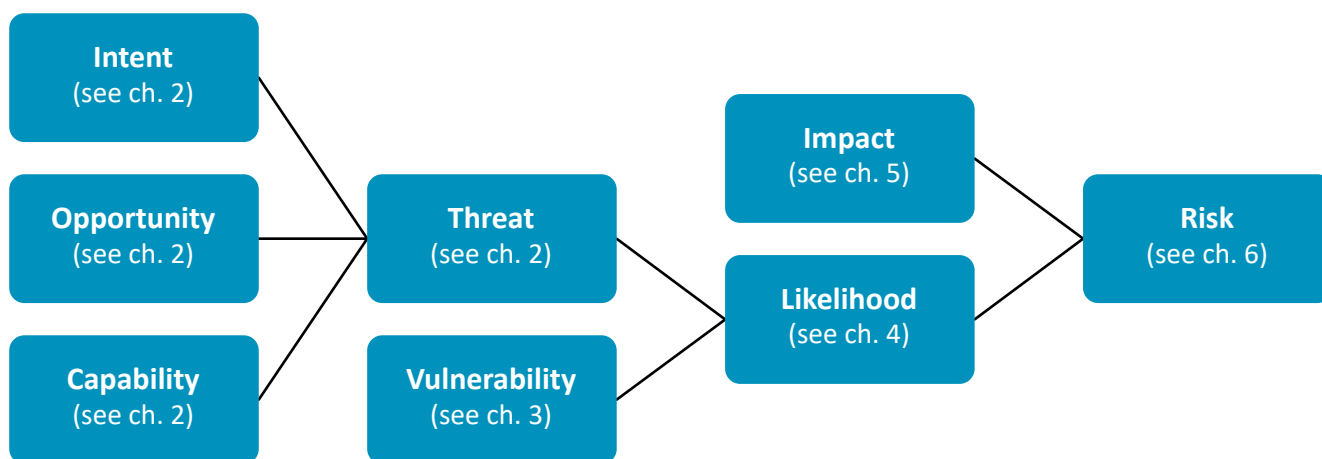 Intent
(see ch. 2)
Opportunity
(see ch. 2)
Capability
(see ch. 2)
Threat
(see ch. 2)
Vulnerability
(see ch. 3)
Impact
(see ch. 5)
Likelihood
(see ch. 4)
Risk
(see ch. 6)